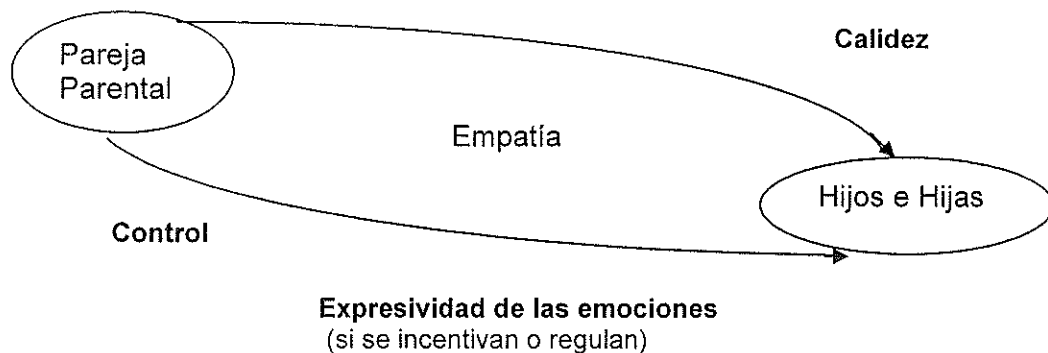 Pareja
Parental
Calidez
Empatía
Hijos e Hijas
Control
Expresividad de las emociones
(si se incentivan o regulan)